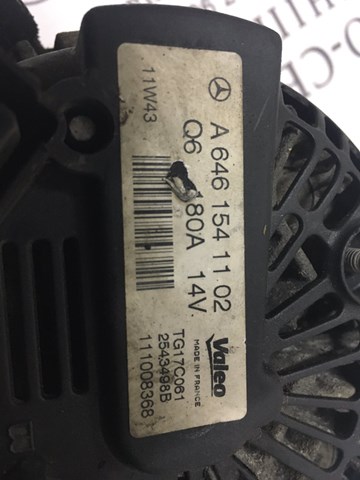 A 646 154 11 02
Q6 180A 14V.
11W43
Valeo
MADE IN FRANCE
TG17C061
2543498B
111008368